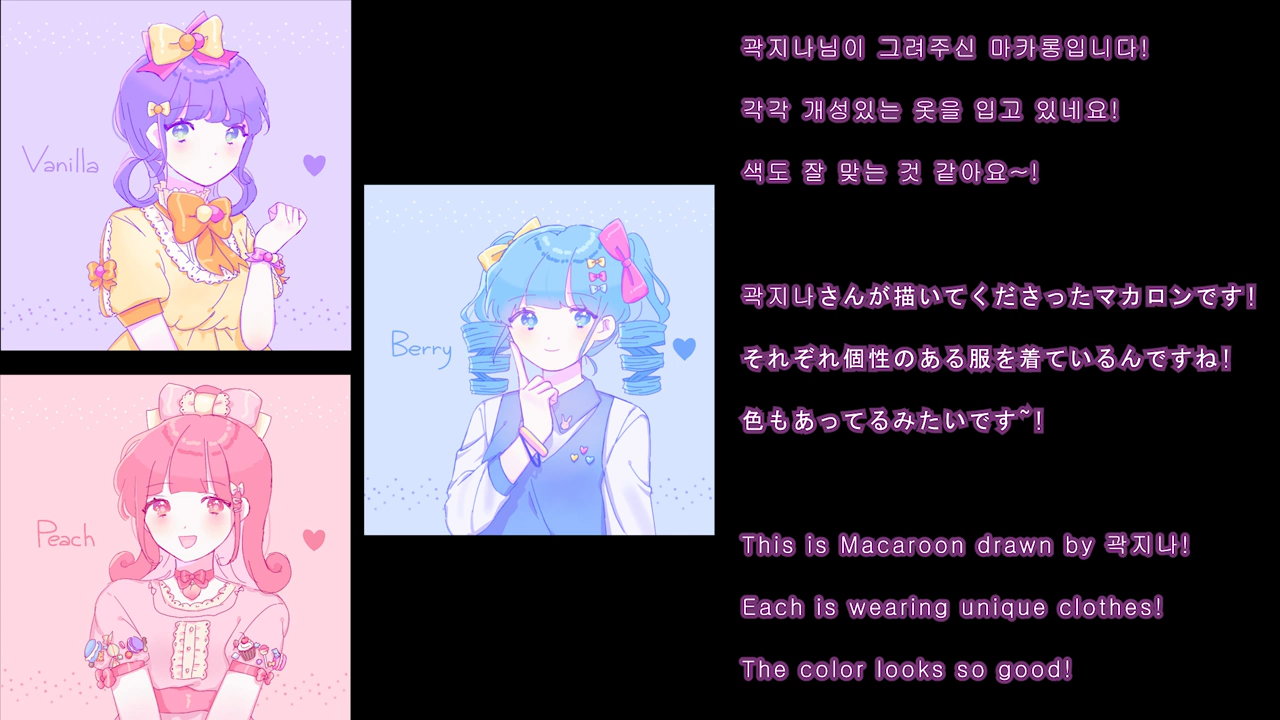 Vanilla
Berry
Peach
곽지나님이 그려주신 마카롱입니다!
각각 개성있는 옷을 입고 있네요!
색도 잘 맞는 것 같아요~!
곽지나さんが描いてくださったマカロンです!
それぞれ個性のある服を着ているんですね!
色もあってるみたいです~!
This is Macaroon drawn by 곽지나!
Each is wearing unique clothes!
The color looks so good!